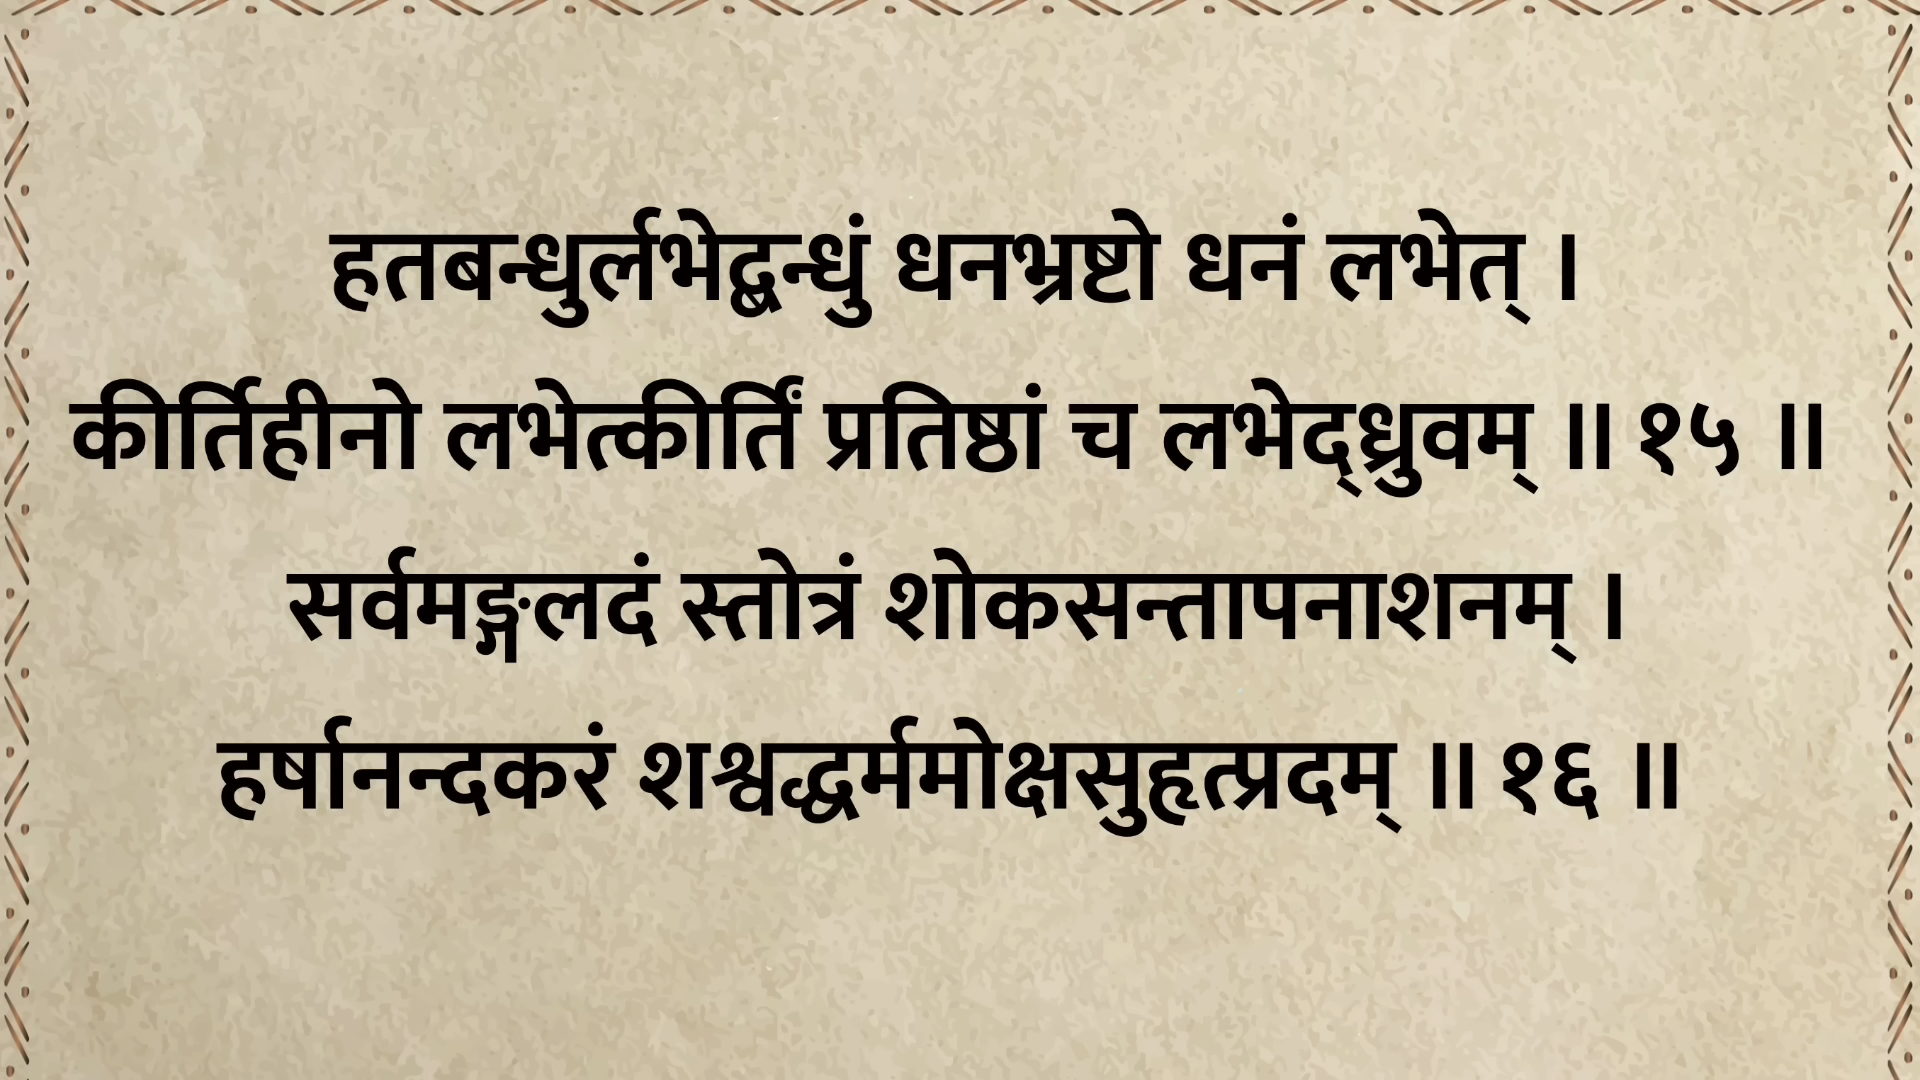 हतबन्धुर्लभेद्बन्धुं धनभ्रष्टो धनं लभेत् ।
कीर्तिहीनो लभेत्कीर्तिं प्रतिष्ठां च लभेद्ध्रुवम् ॥ १५ ॥
सर्वमङ्गलदं स्तोत्रं शोकसन्तापनाशनम् ।
हर्षानन्दकरं शश्वद्धर्ममोक्षसुहृत्प्रदम् ॥ १६ ॥